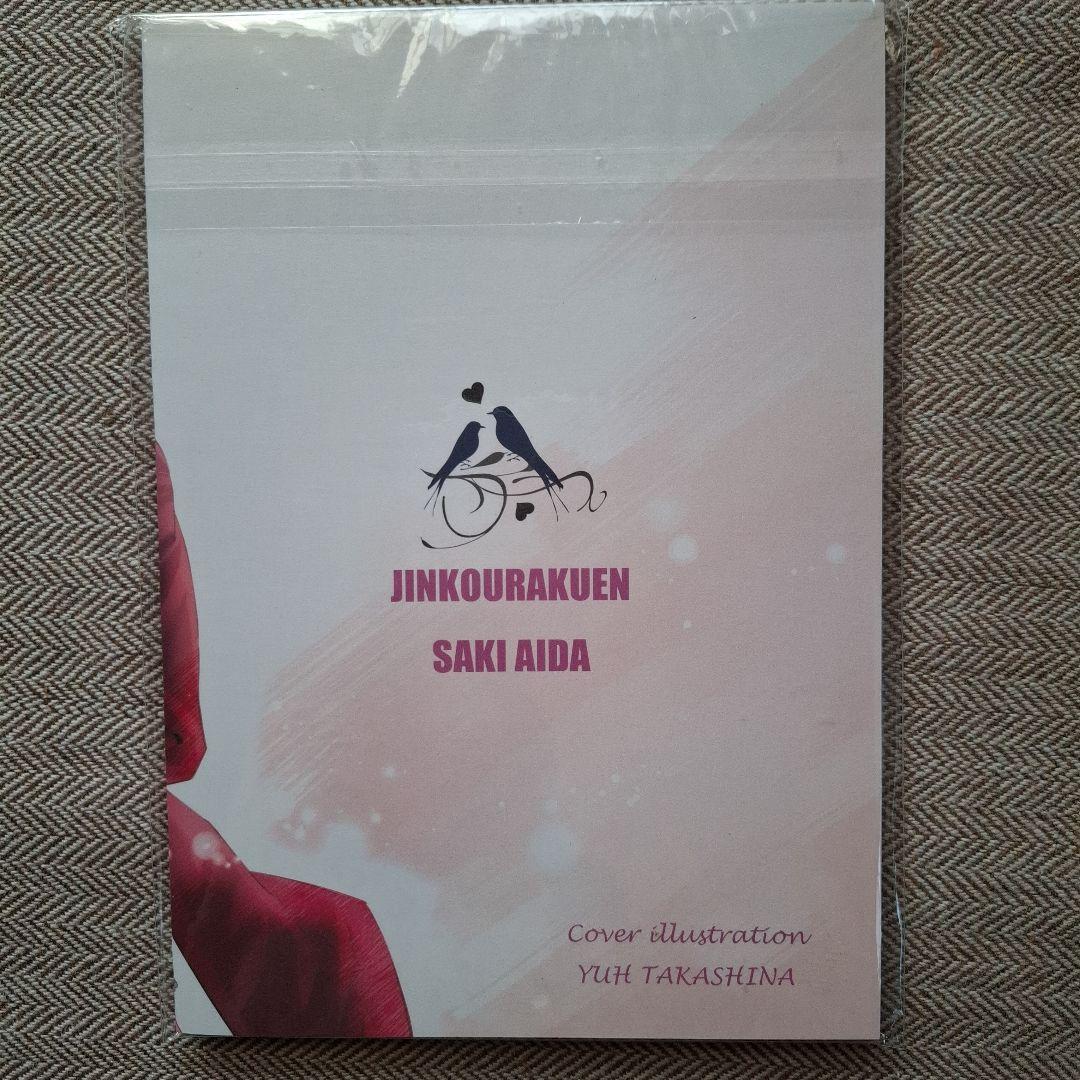 JINKOURAKUEN
SAKI AIDA
Cover illustration
YUH TAKASHINA